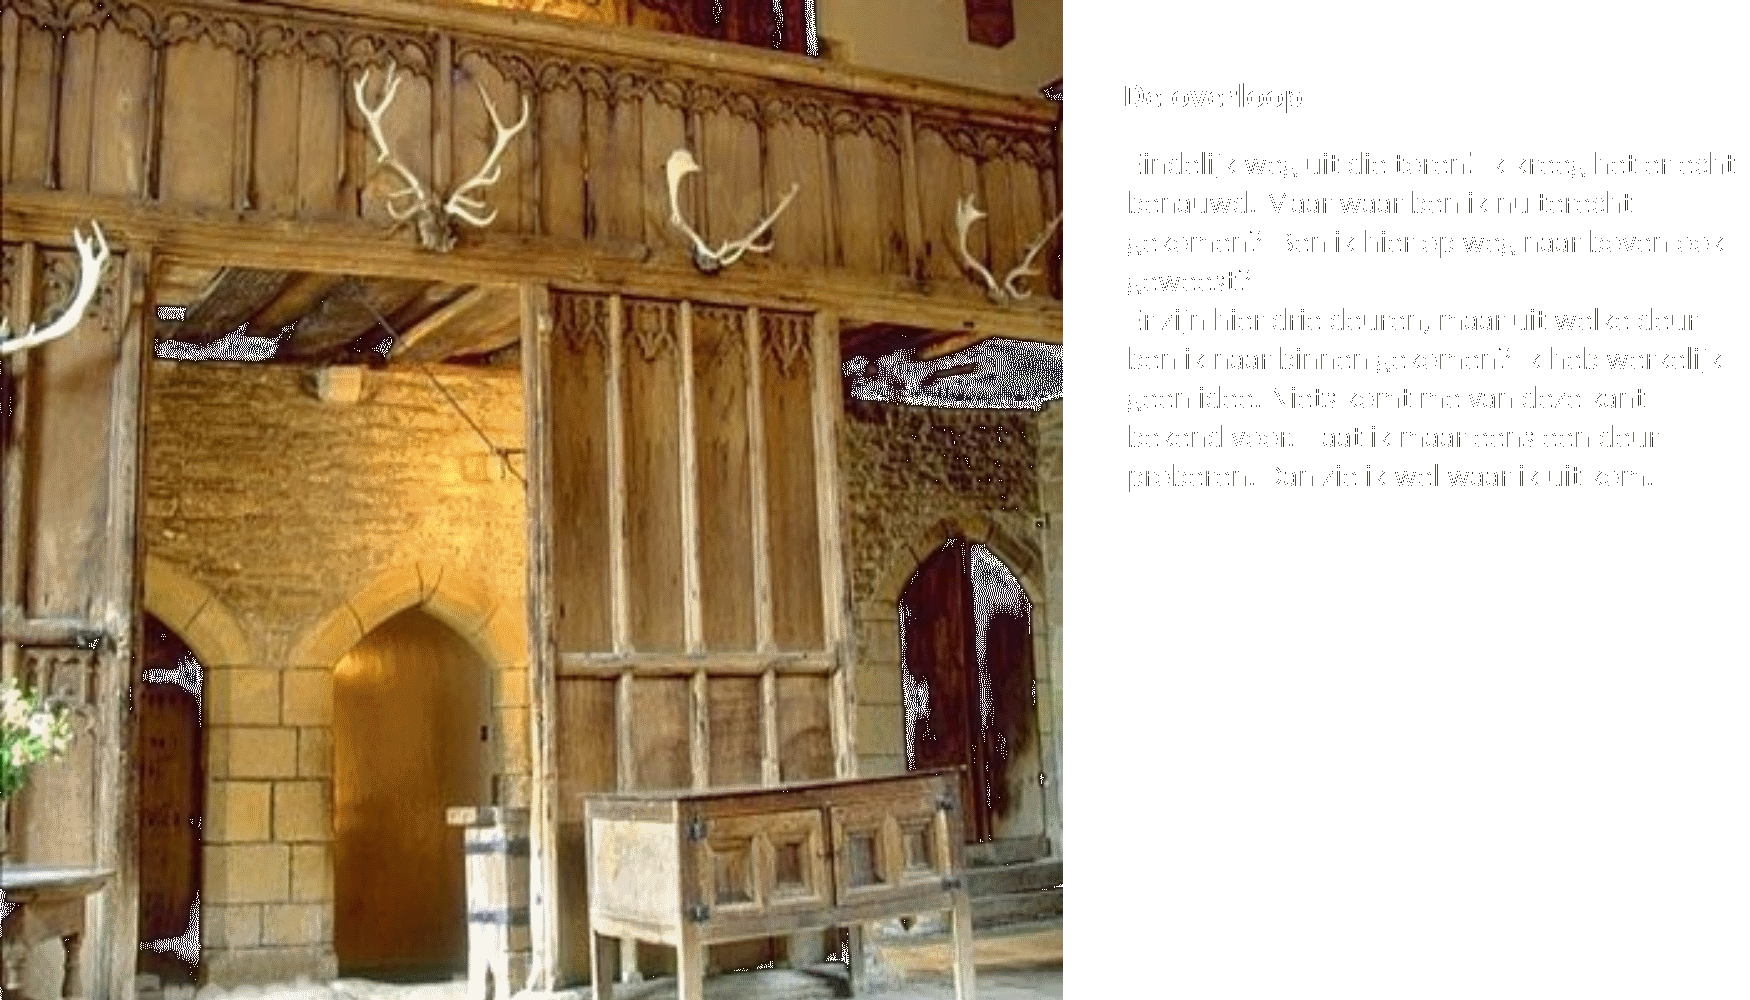 De overloop
Eindelijk weg uit die toren! Ik kreeg het er echt
benauwd. Maar waar ben ik nu terecht
gekomen? Ben ik hier op weg naar boven ook
geweest?
Er zijn hier drie deuren, maar uit welke deur
ben ik naar binnen gekomen? Ik heb werkelijk
geen idee. Niets komt me van deze kant
bekend voor. Laat ik maar eens een deur
proberen. Dan zie ik wel waar ik uit kom.